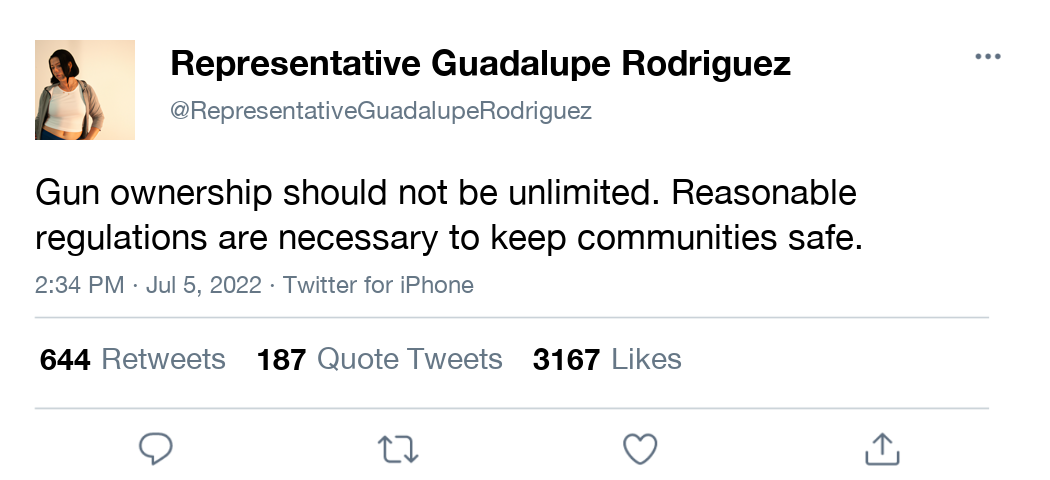 Representative Guadalupe Rodriguez
@RepresentativeGuadalupeRodriguez
Gun ownership should not be unlimited. Reasonable
regulations are necessary to keep communities safe.
2:34 PM · Jul 5, 2022 · Twitter for iPhone
644 Retweets 187 Quote Tweets 3167 Likes